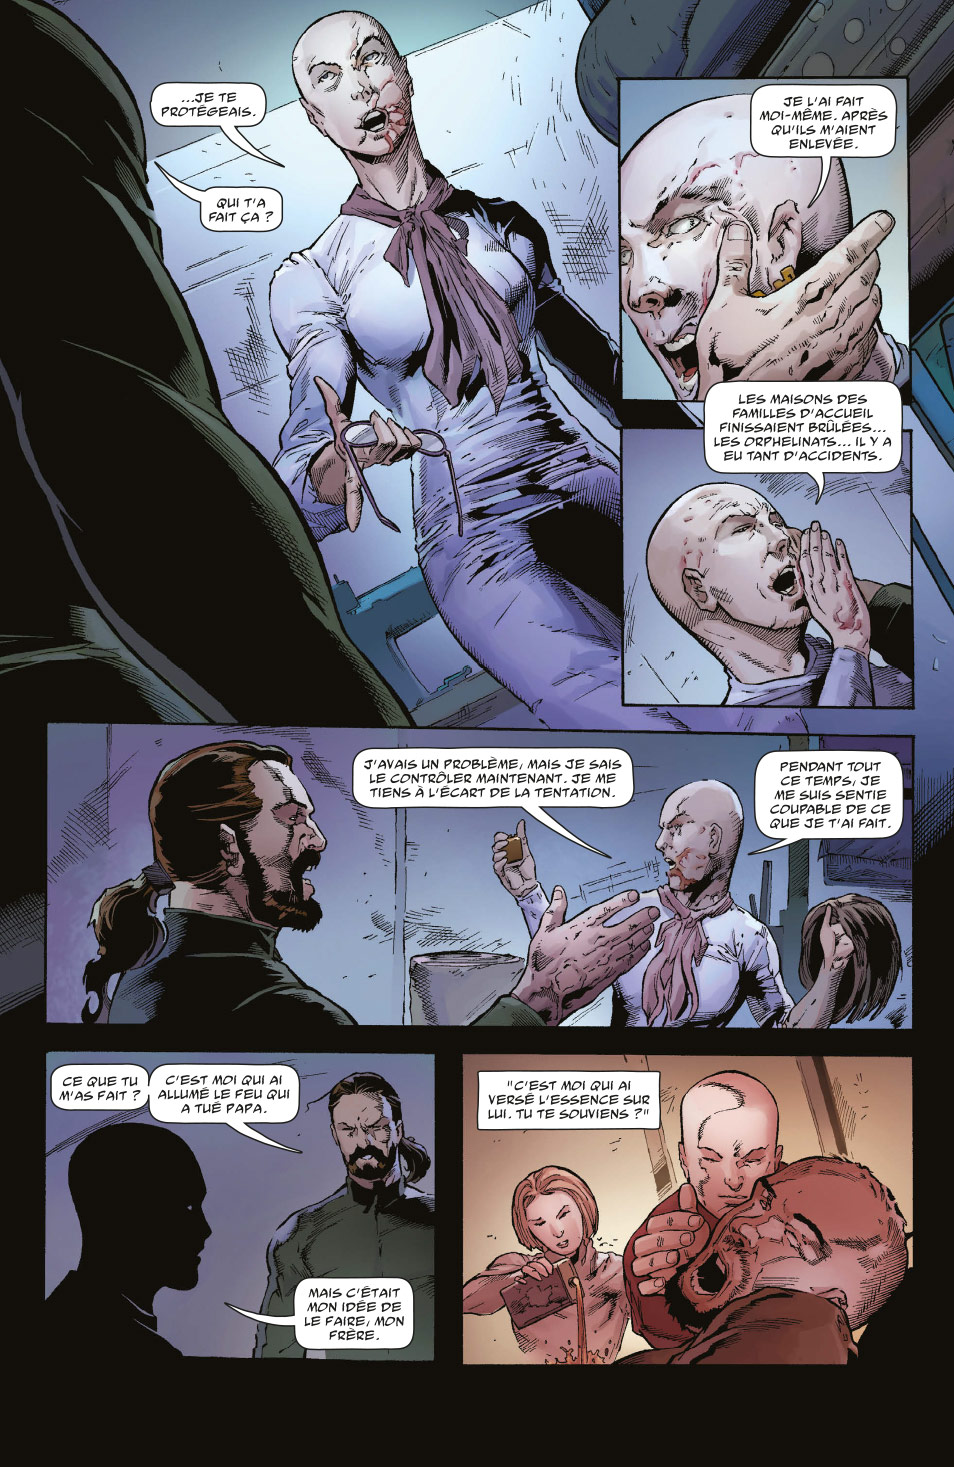 ...JE TE
PROTÉGEAIS.
QUI T'A
FAIT ÇA ?
JE L'AI FAIT
MOI-MÊME. APRÈS
QU'ILS M'AIENT
ENLEVÉE.
LES MAISONS DES
FAMILLES D'ACCUEIL
FINISSAIENT BRÛLÉES...
LES ORPHELINATS... IL Y A
EU TANT D'ACCIDENTS.
J'AVAIS UN PROBLÈME, MAIS JE SAIS
LE CONTRÔLER MAINTENANT. JE ME
TIENS À L'ÉCART DE LA TENTATION.
PENDANT TOUT
CE TEMPS, JE
ME SUIS SENTIE
COUPABLE DE CE
QUE JE T'AI FAIT.
CE QUE TU
M'AS FAIT ?
C'EST MOI QUI AI
ALLUMÉ LE FEU QUI
A TUÉ PAPA.
MAIS C'ÉTAIT
MON IDÉE DE
LE FAIRE, MON
FRÈRE.
"C'EST MOI QUI AI
VERSÉ L'ESSENCE SUR
LUI. TU TE SOUVIENS ?"